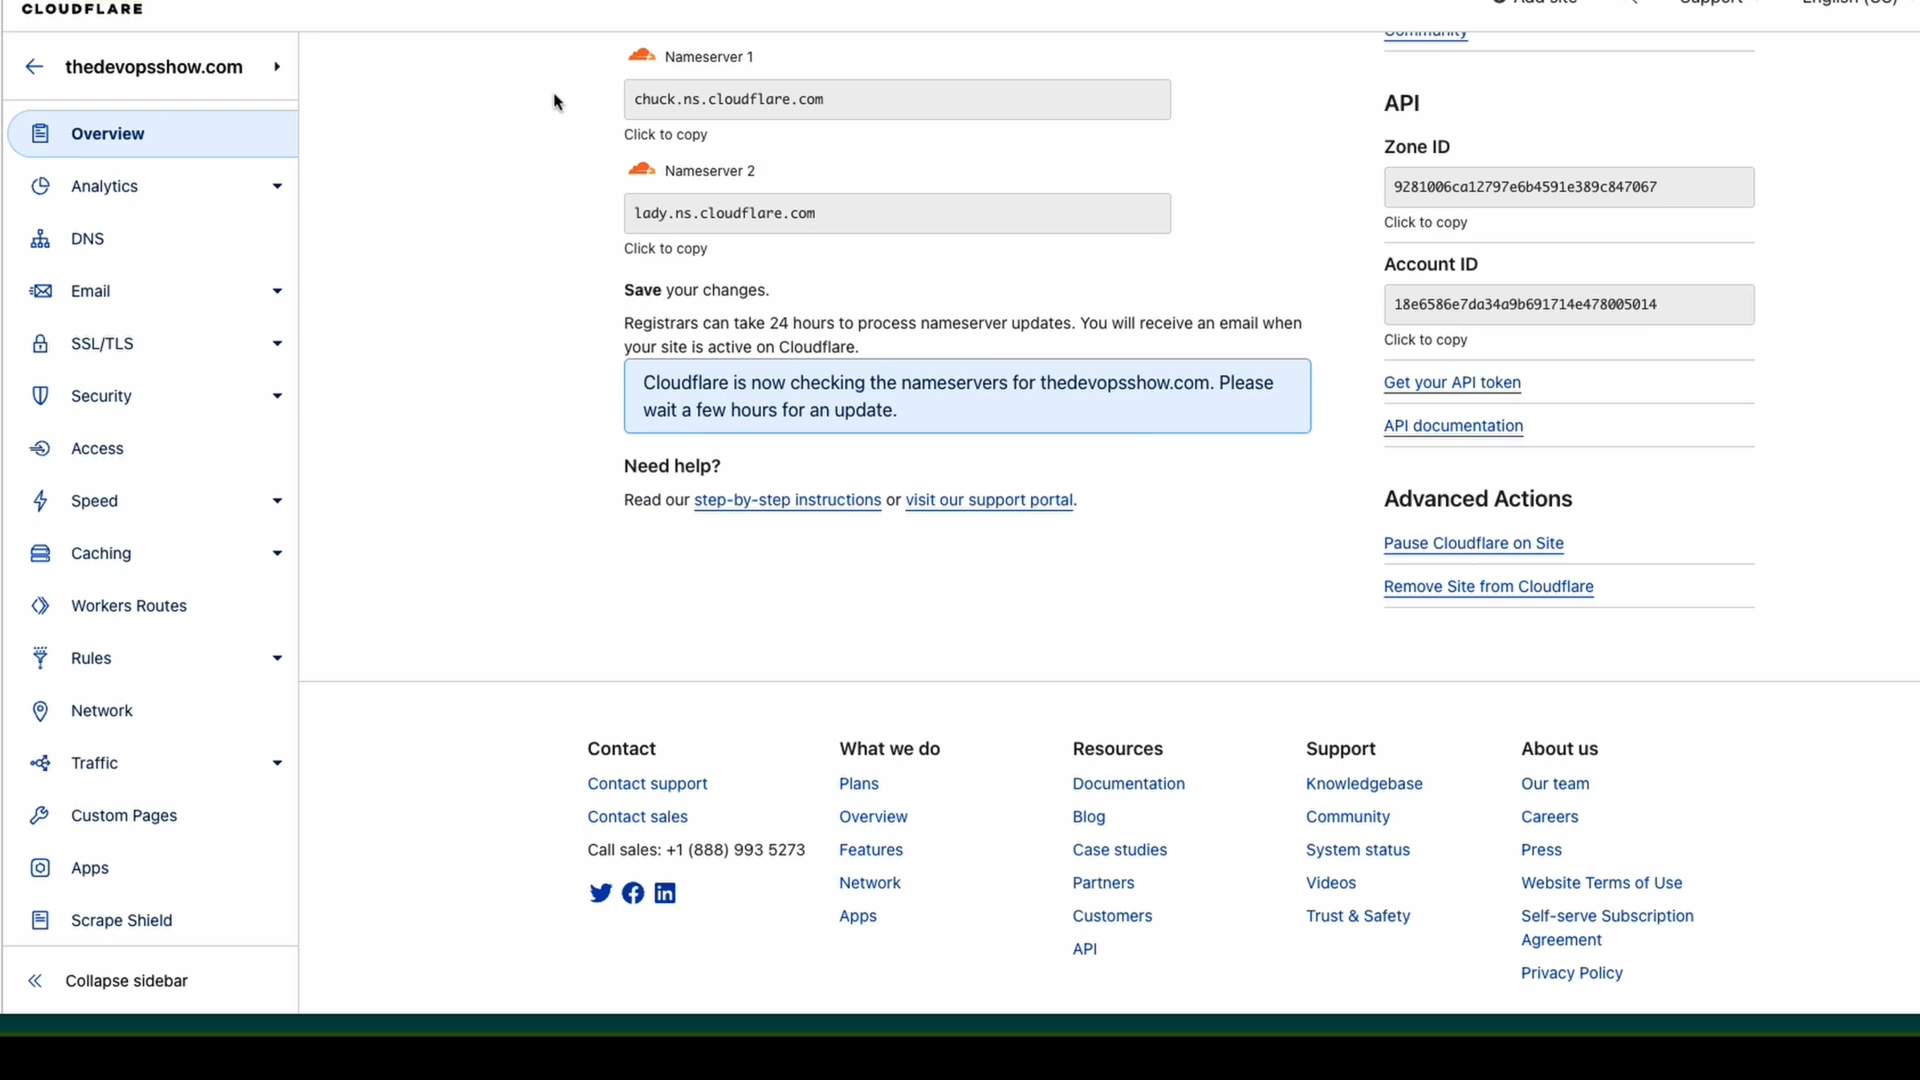 CLOUDFLARE
Add site
Support
English (US)
thedevopsshow.com
Overview
Analytics
DNS
Email
SSL/TLS
Security
Access
Speed
Caching
Workers Routes
Rules
Network
Traffic
Custom Pages
Apps
Scrape Shield
Collapse sidebar
Nameserver 1
chuck.ns.cloudflare.com
Click to copy
Nameserver 2
lady.ns.cloudflare.com
Click to copy
Save your changes.
Registrars can take 24 hours to process nameserver updates. You will receive an email when
your site is active on Cloudflare.
Cloudflare is now checking the nameservers for thedevopsshow.com. Please
wait a few hours for an update.
Need help?
Read our step-by-step instructions or visit our support portal.
Community
API
Zone ID
9281006ca12797e6b4591e389c847067
Click to copy
Account ID
18e6586e7da34a9b691714e478005014
Click to copy
Get your API token
API documentation
Advanced Actions
Pause Cloudflare on Site
Remove Site from Cloudflare
Contact
Contact support
Contact sales
Call sales: +1 (888) 993 5273
What we do
Plans
Overview
Features
Network
Apps
Resources
Documentation
Blog
Case studies
Partners
Customers
API
Support
Knowledgebase
Community
System status
Videos
Trust & Safety
About us
Our team
Careers
Press
Website Terms of Use
Self-serve Subscription
Agreement
Privacy Policy